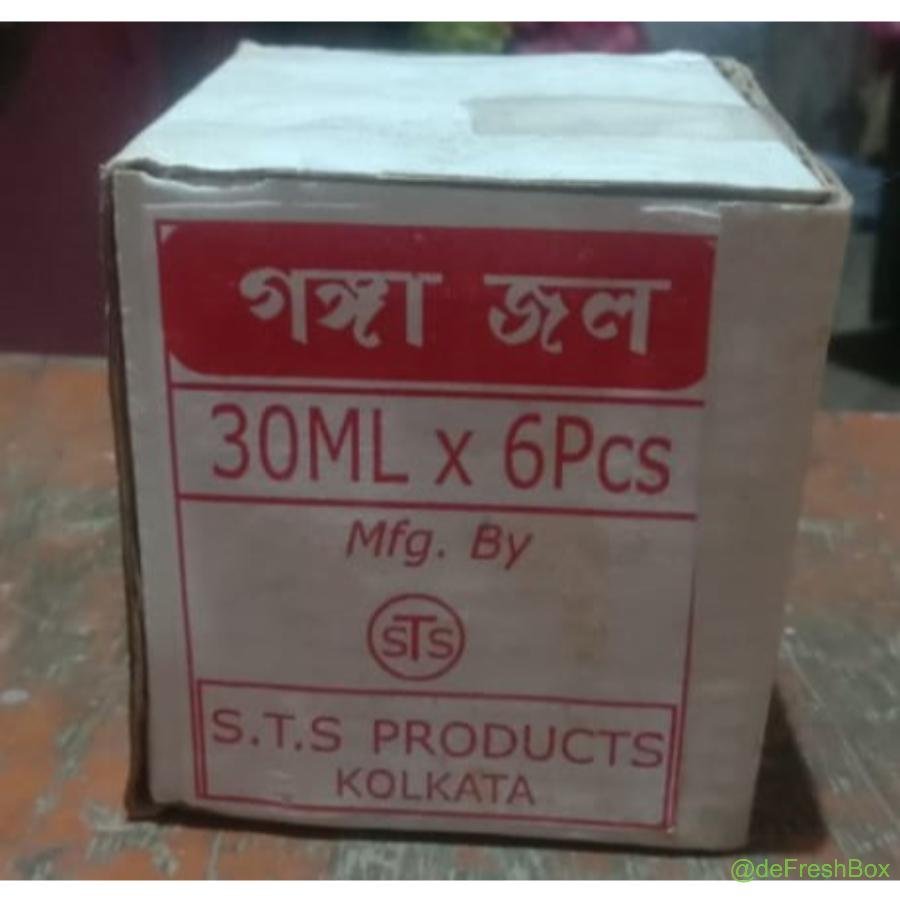 গঙ্গা জল
30ML x 6Pcs
Mfg. By
STS
S.T.S PRODUCTS
KOLKATA
@deFreshBox